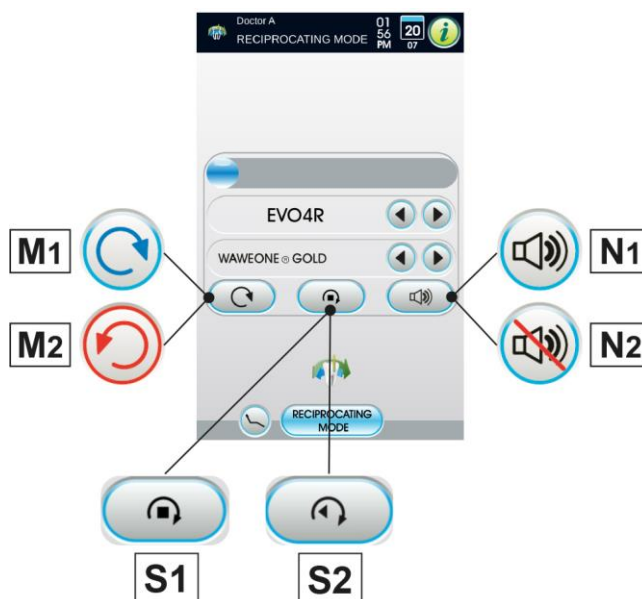 Doctor A
RECIPROCATING MODE
01
56
PM
20
07
i
EVO4R
WAWEONE ® GOLD
M1
M2
N1
N2
RECIPROCATING
MODE
S1
S2